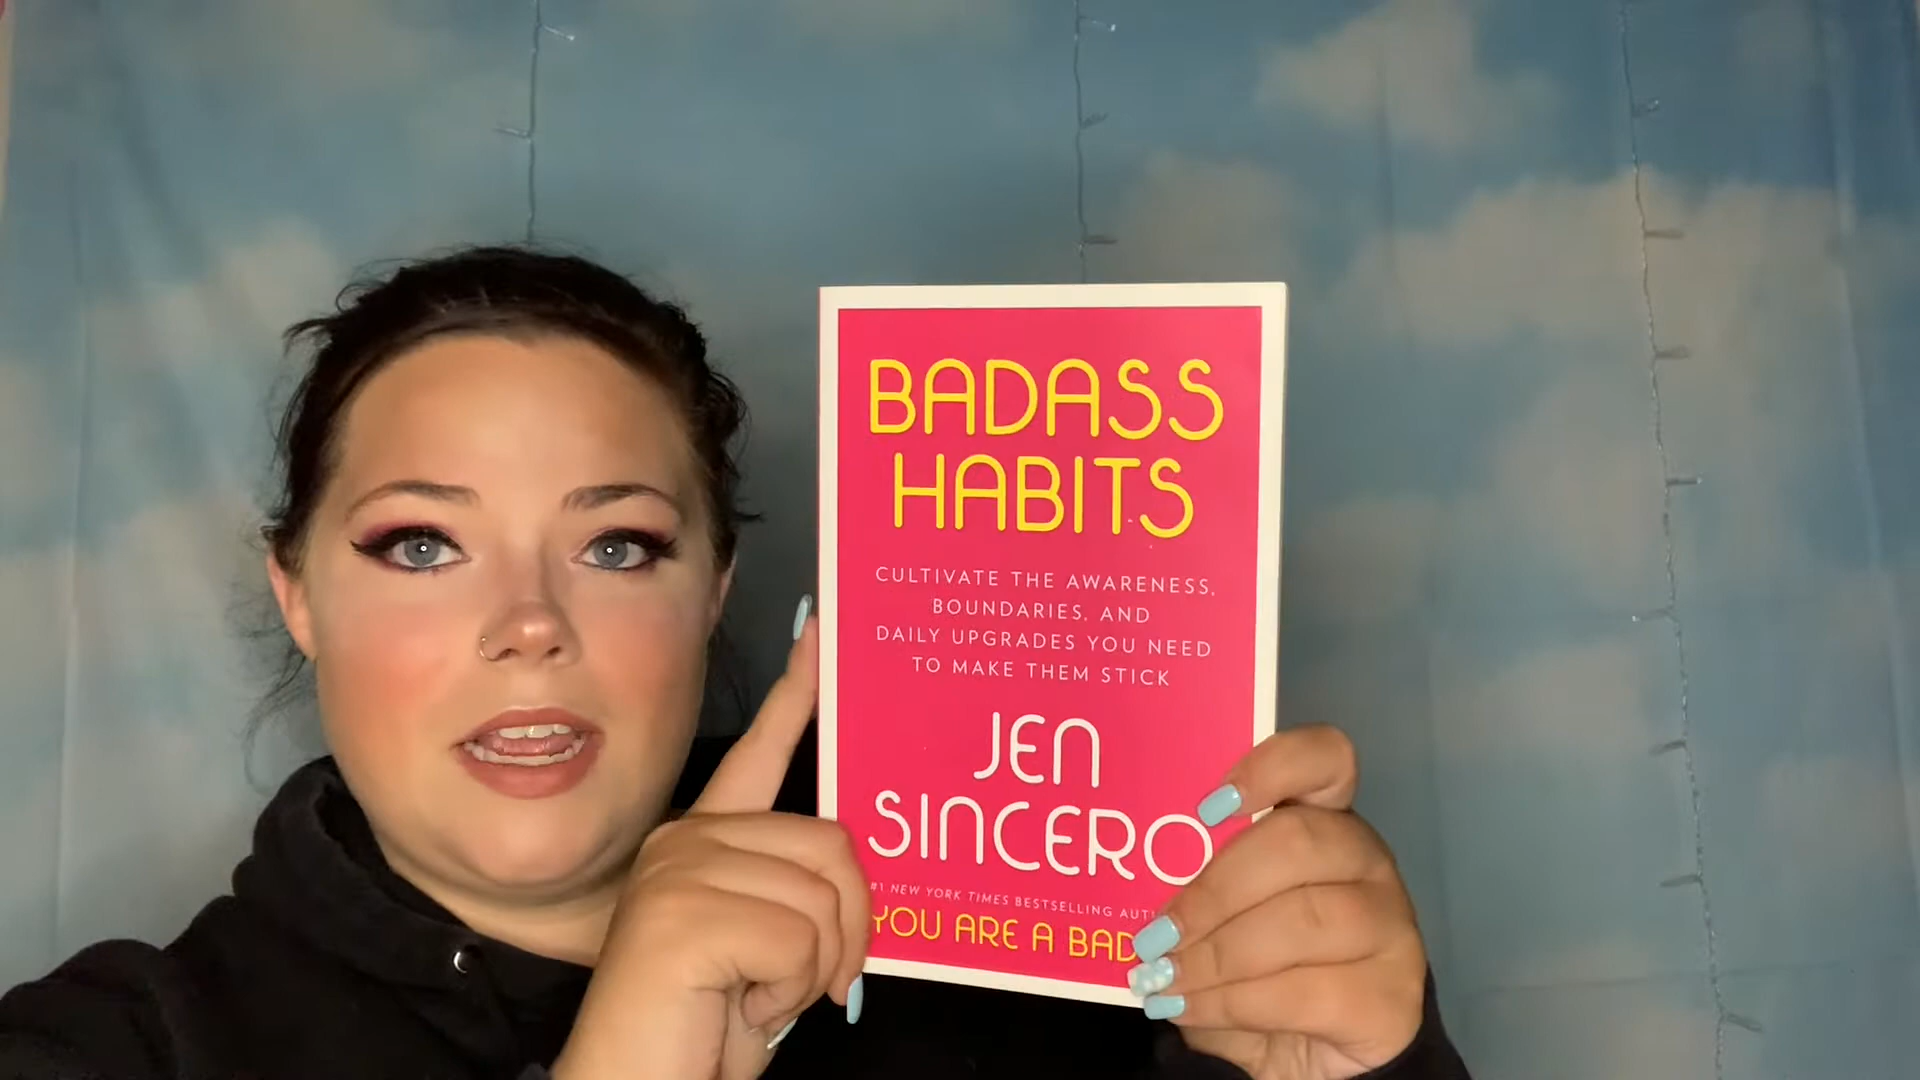 BADASS
HABITS
CULTIVATE THE AWARENESS,
BOUNDARIES, AND
DAILY UPGRADES YOU NEED
TO MAKE THEM STICK
JEN
SINCERO
#1 NEW YORK TIMES BESTSELLING
YOU ARE A